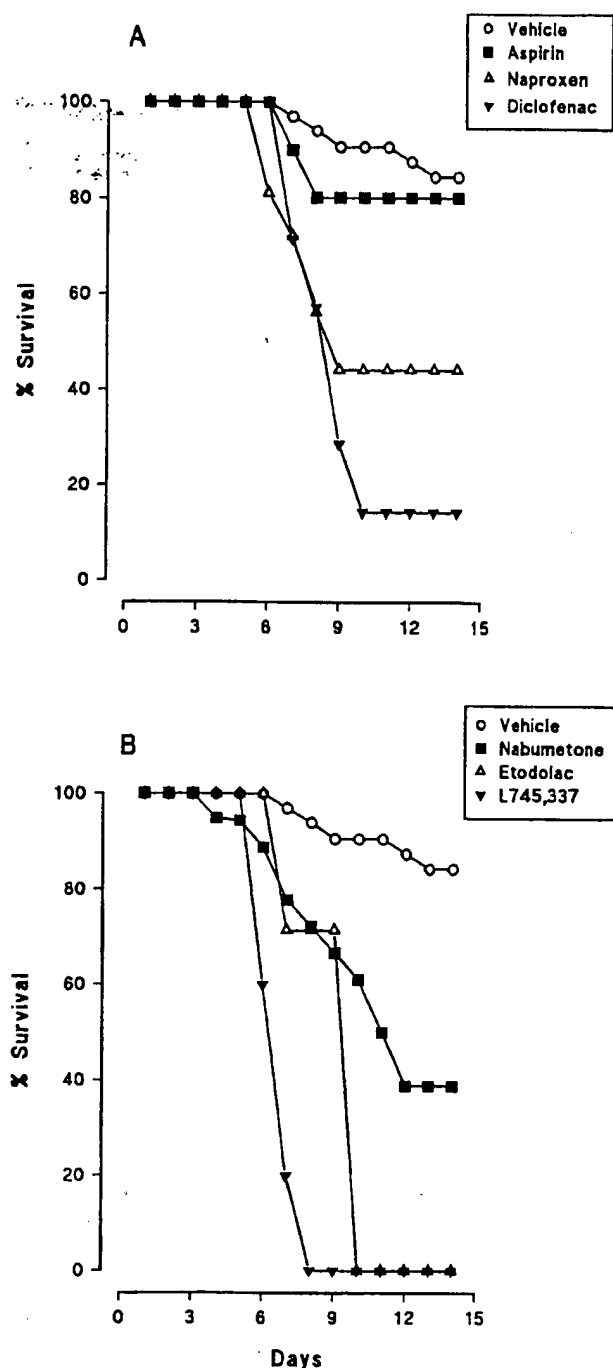 A
Vehicle
Aspirin
Naproxen
Diclofenac
100
80
60
40
20
0
% Survival
0 3 6 9 12 15
B
Vehicle
Nabumetone
Etodolac
L745,337
100
80
60
40
20
0
% Survival
0 3 6 9 12 15
Days